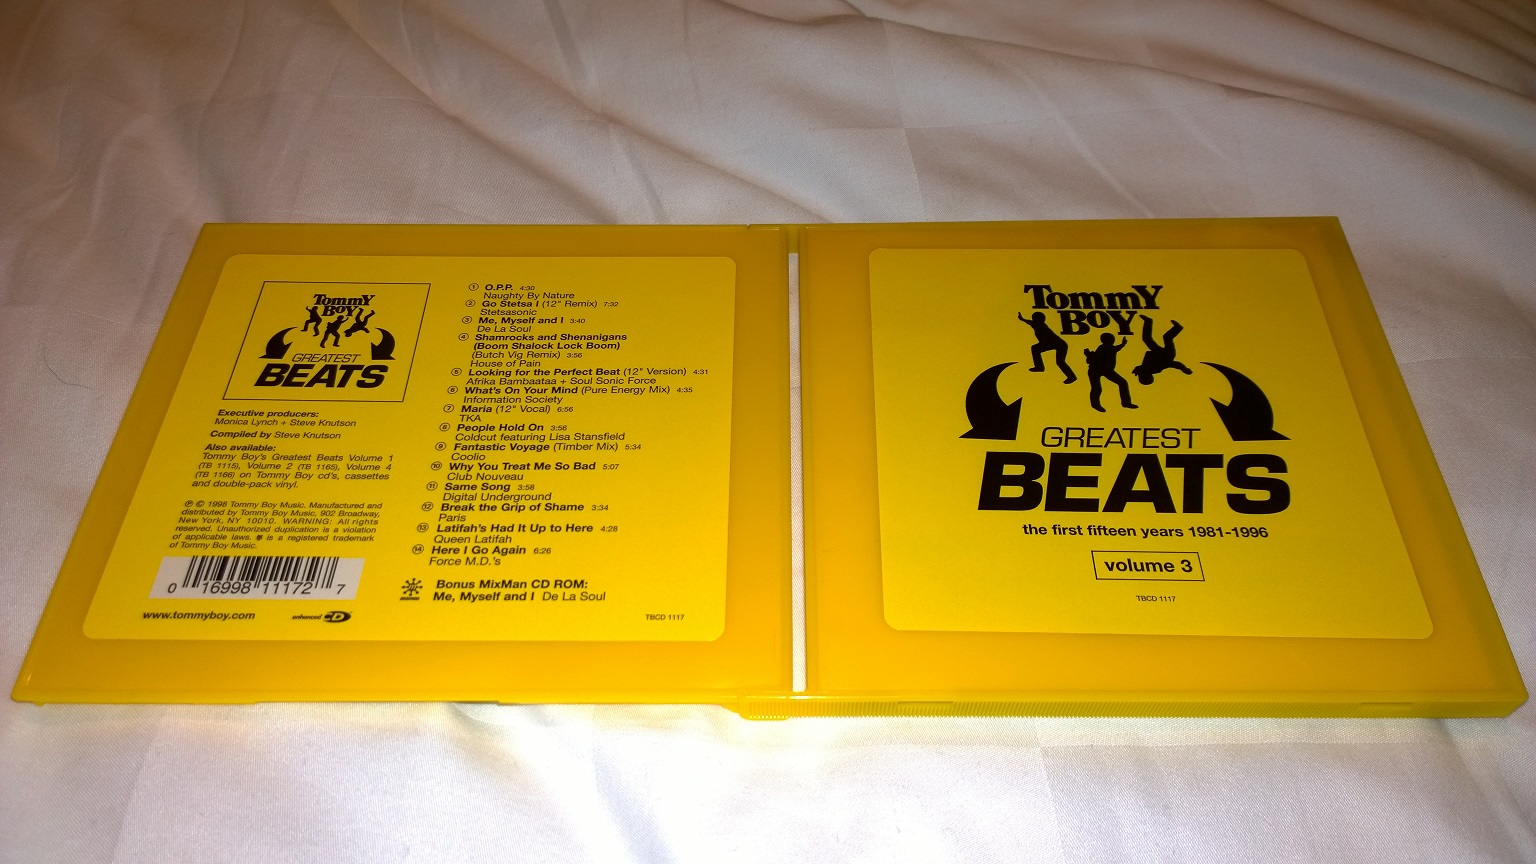 Tommy
Boy
GREATEST
BEATS
Executive producers:
Monica Lynch + Steve Knutson
Compiled by Steve Knutson
Also available:
Tommy Boy's Greatest Beats Volume 1
(TB 1115), Volume 2 (TB 1165), Volume 4
(TB 1166) on Tommy Boy cd's, cassettes
and double-pack vinyl.
℗ © 1998 Tommy Boy Music. Manufactured and
distributed by Tommy Boy Music, 902 Broadway,
New York, NY 10010. WARNING: All rights
reserved. Unauthorized duplication is a violation
of applicable laws. is a registered trademark
of Tommy Boy Music.
0 16998 11172 7
www.tommyboy.com
enhanced CD
1 O.P.P. 4:30
Naughty By Nature
2 Go Stetsa I (12" Remix) 7:32
Stetsasonic
3 Me, Myself and I 3:40
De La Soul
4 Shamrocks and Shenanigans
(Boom Shalock Lock Boom)
(Butch Vig Remix) 3:56
House of Pain
5 Looking for the Perfect Beat (12" Version) 4:31
Afrika Bambaataa + Soul Sonic Force
6 What's On Your Mind (Pure Energy Mix) 4:35
Information Society
7 Maria (12" Vocal) 6:56
TKA
8 People Hold On 3:56
Coldcut featuring Lisa Stansfield
9 Fantastic Voyage (Timber Mix) 5:34
Coolio
10 Why You Treat Me So Bad 5:07
Club Nouveau
11 Same Song 3:58
Digital Underground
12 Break the Grip of Shame 3:34
Paris
13 Latifah's Had It Up to Here 4:28
Queen Latifah
14 Here I Go Again 6:26
Force M.D.'s
Bonus MixMan CD ROM:
Me, Myself and I De La Soul
TBCD 1117
Tommy
Boy
GREATEST
BEATS
the first fifteen years 1981-1996
volume 3
TBCD 1117